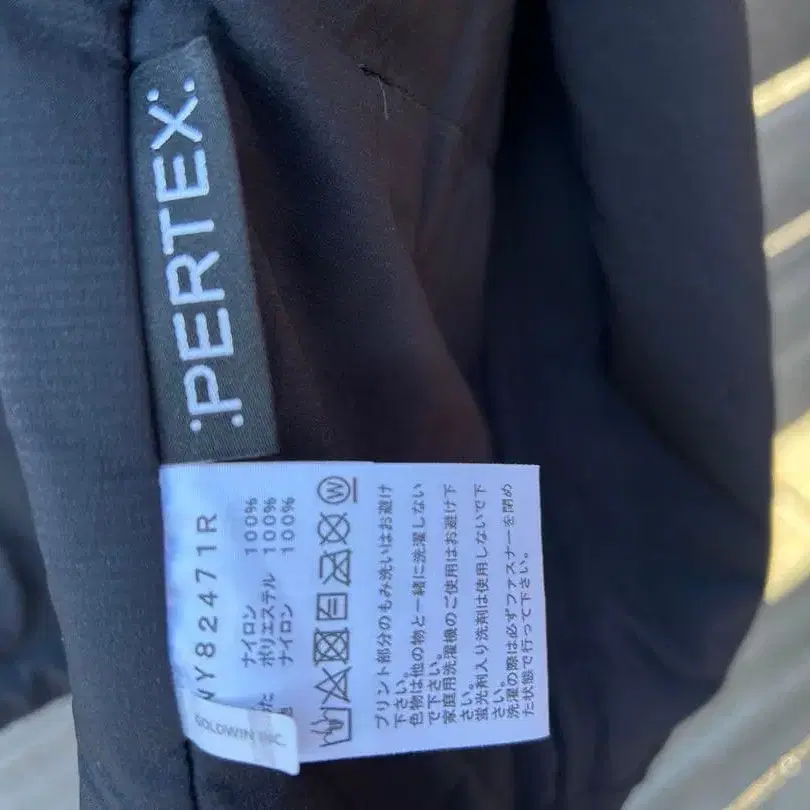 :PERTEX:
NY82471R
ナイロン 100%
た ポリエステル 100%
ナイロン 100%
GOLDWIN INC.
W
プリント部分のもみ洗いはお避け
下さい。
色物は他の物と一緒に洗濯しない
で下さい。
家庭用洗濯機のご使用はお避け下
さい。
蛍光剤入り洗剤は使用しないで下
さい。
洗濯の際は必ずファスナーを閉め
た状態で行って下さい。